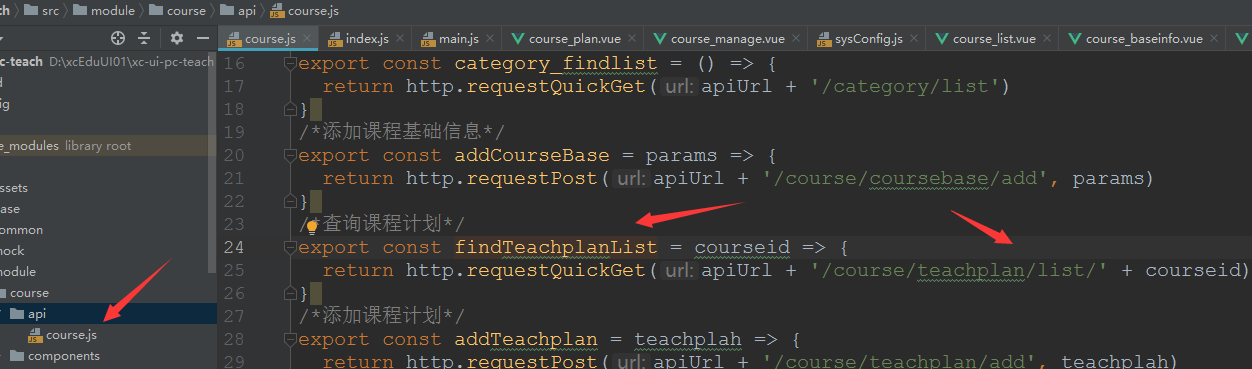 th src module course api course.js
course.js index.js main.js course_plan.vue course_manage.vue sysConfig.js course_list.vue course_baseinfo.vue
c-teach D:\xcEduUI01\xc-ui-pc-teach
d
ig
e_modules library root
ssets
ase
ommon
ock
odule
course
api
course.js
components
16 export const category_findlist = () => {
17 return http.requestQuickGet( url: apiUrl + '/category/list')
18 }
19 /*添加课程基础信息*/
20 export const addCourseBase = params => {
21 return http.requestPost( url: apiUrl + '/course/coursebase/add', params)
22 }
23 /*查询课程计划*/
24 export const findTeachplanList = courseid => {
25 return http.requestQuickGet( url: apiUrl + '/course/teachplan/list/' + courseid)
26 }
27 /*添加课程计划*/
28 export const addTeachplan = teachplah => {
29 return http.requestPost( url: apiUrl + '/course/teachplan/add', teachplah)